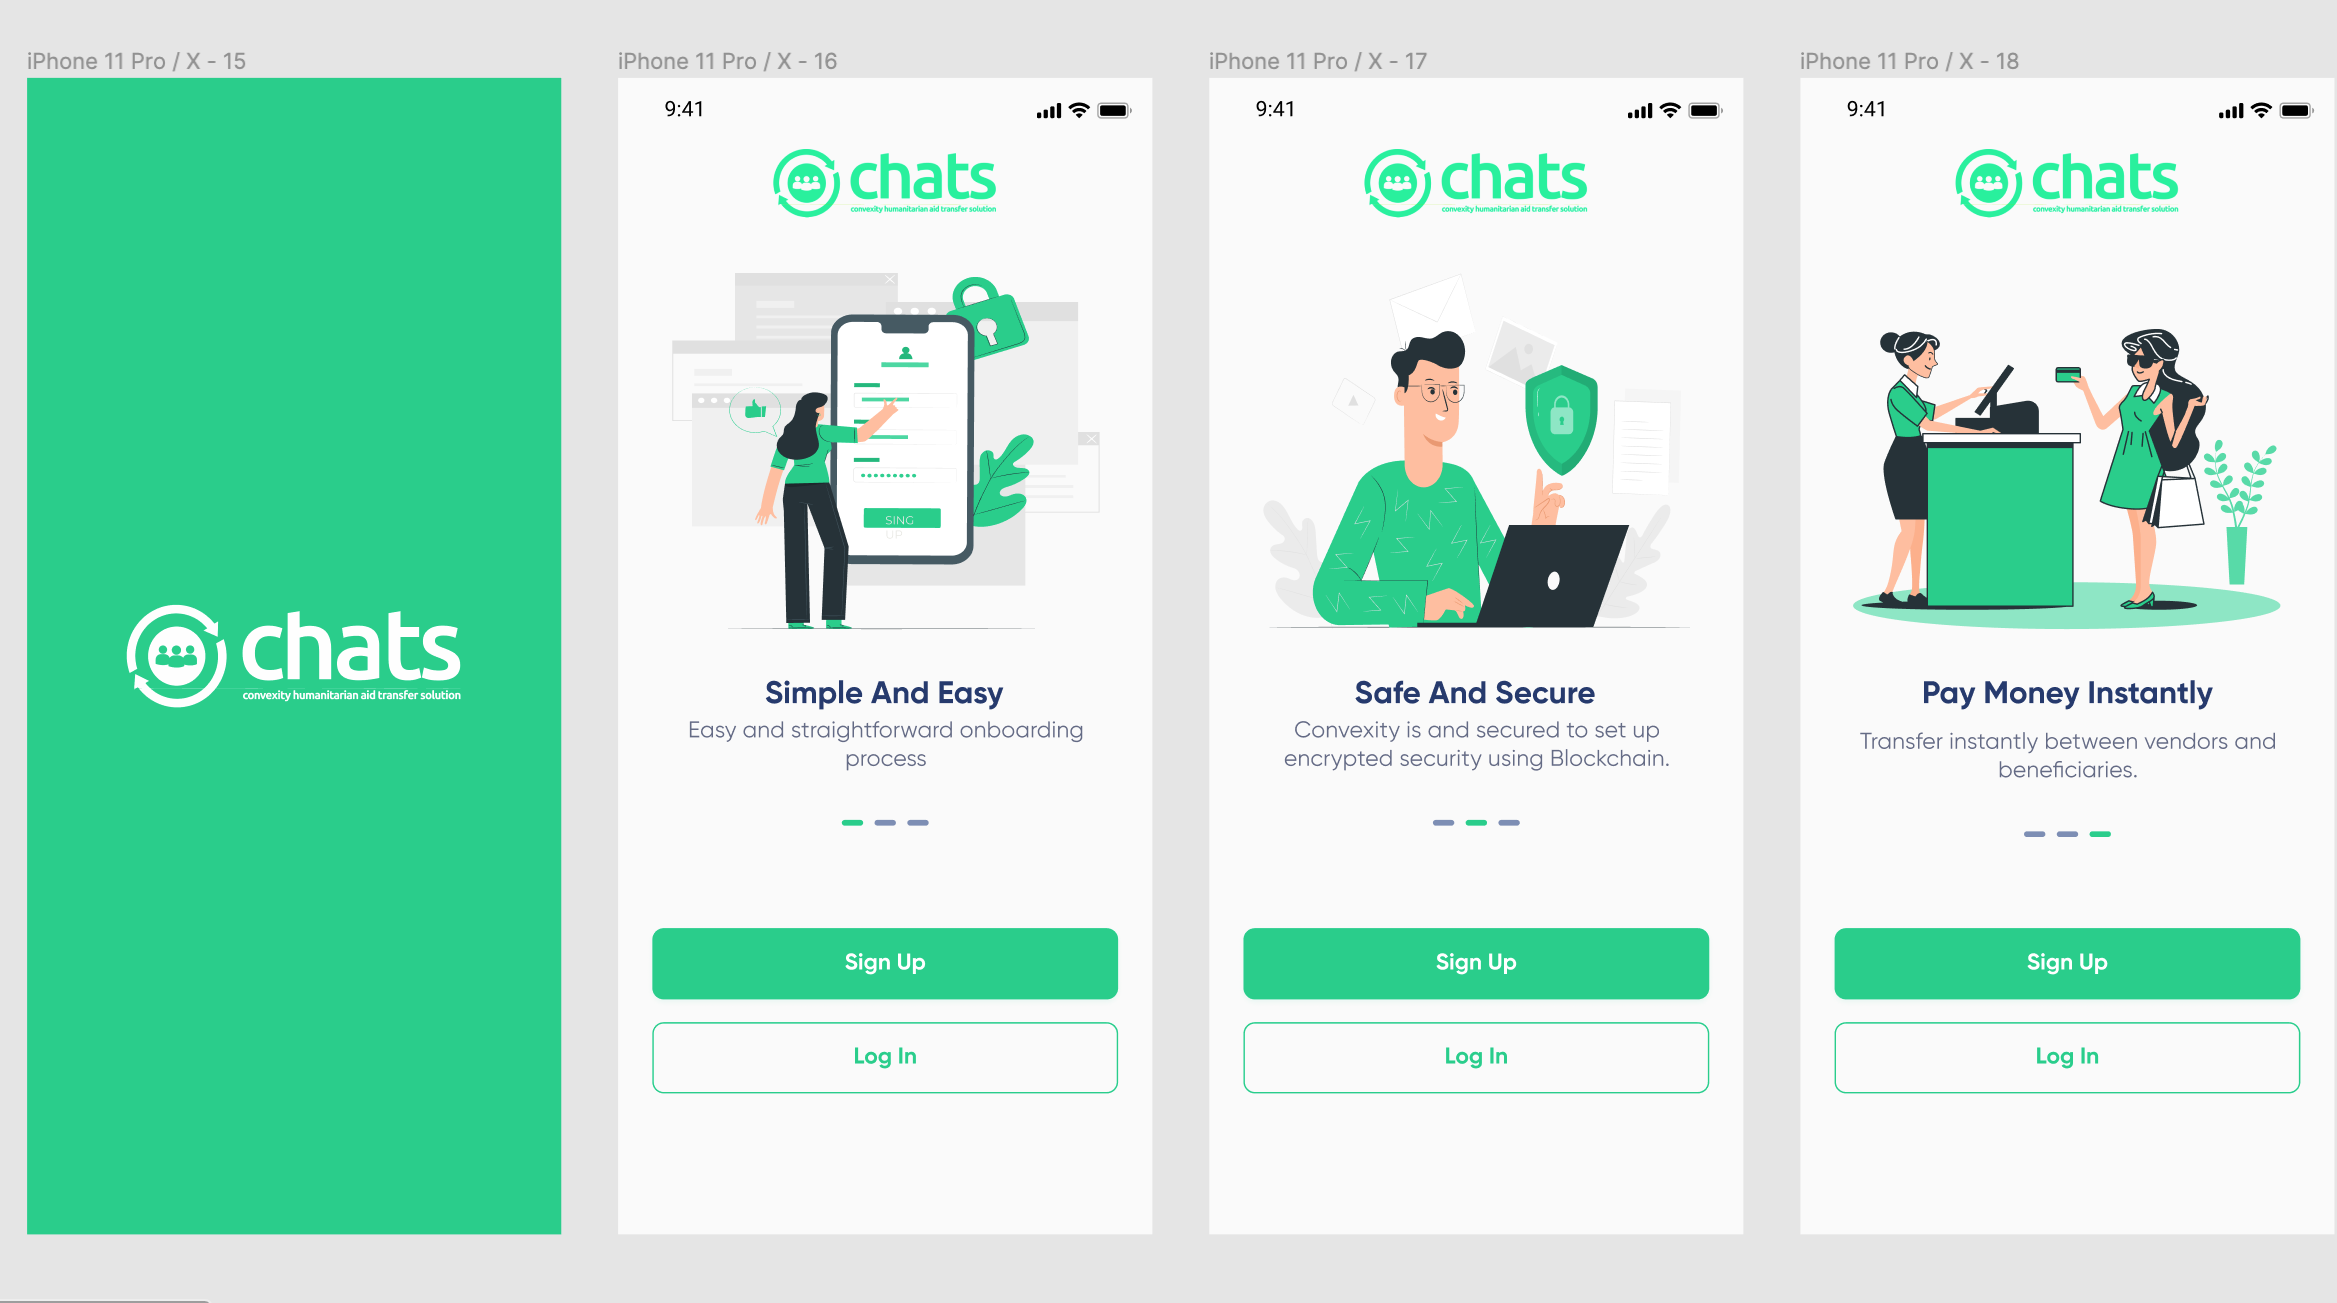 iPhone 11 Pro / X - 15
chats
convexity humanitarian aid transfer solution
iPhone 11 Pro / X - 16
9:41
chats
convexity humanitarian aid transfer solution
SING
UP
Simple And Easy
Easy and straightforward onboarding
process
Sign Up
Log In
iPhone 11 Pro / X - 17
9:41
chats
convexity humanitarian aid transfer solution
Safe And Secure
Convexity is and secured to set up
encrypted security using Blockchain.
Sign Up
Log In
iPhone 11 Pro / X - 18
9:41
chats
convexity humanitarian aid transfer solution
Pay Money Instantly
Transfer instantly between vendors and
beneficiaries.
Sign Up
Log In